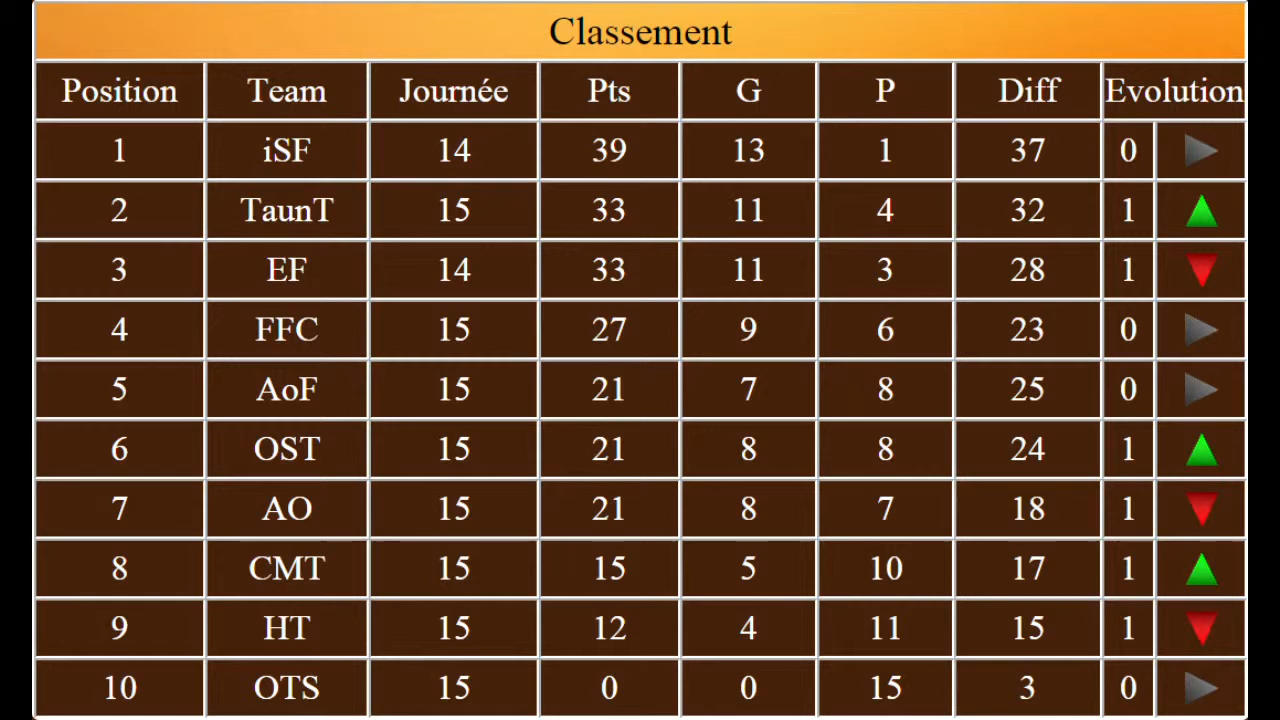 Classement
Position Team Journée Pts G P Diff Evolution
1 iSF 14 39 13 1 37 0
2 TaunT 15 33 11 4 32 1
3 EF 14 33 11 3 28 1
4 FFC 15 27 9 6 23 0
5 AoF 15 21 7 8 25 0
6 OST 15 21 8 8 24 1
7 AO 15 21 8 7 18 1
8 CMT 15 15 5 10 17 1
9 HT 15 12 4 11 15 1
10 OTS 15 0 0 15 3 0